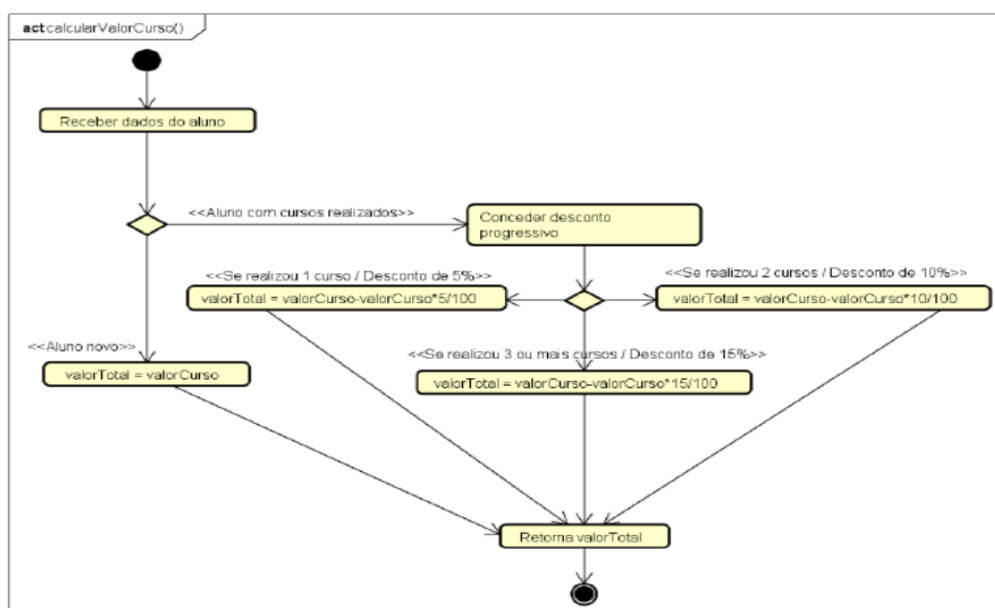 act calcularValorCurso()
Receber dados do aluno
<<Aluno com cursos realizados>>
Conceder desconto
progressivo
<<Se realizou 1 curso / Desconto de 5%>>
<<Se realizou 2 cursos / Desconto de 10%>>
valorTotal = valorCurso-valorCurso*5/100
valorTotal = valorCurso-valorCurso*10/100
<<Aluno novo>>
<<Se realizou 3 ou mais cursos / Desconto de 15%>>
valorTotal = valorCurso
valorTotal = valorCurso-valorCurso*15/100
Retorna valorTotal